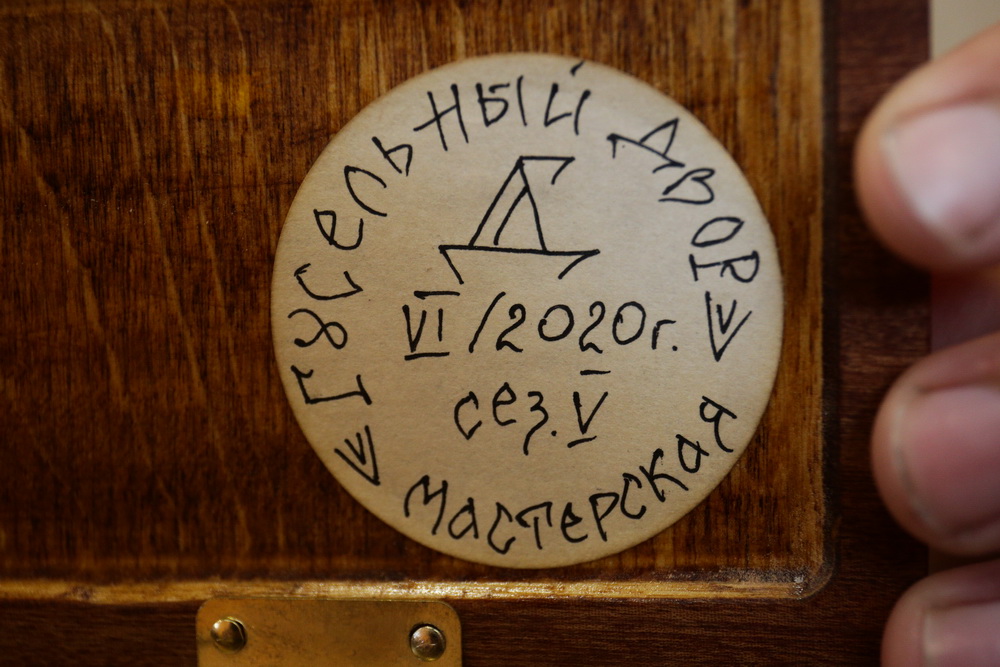 Гусельный двор
VI/2020г.
сез. V
Мастерская